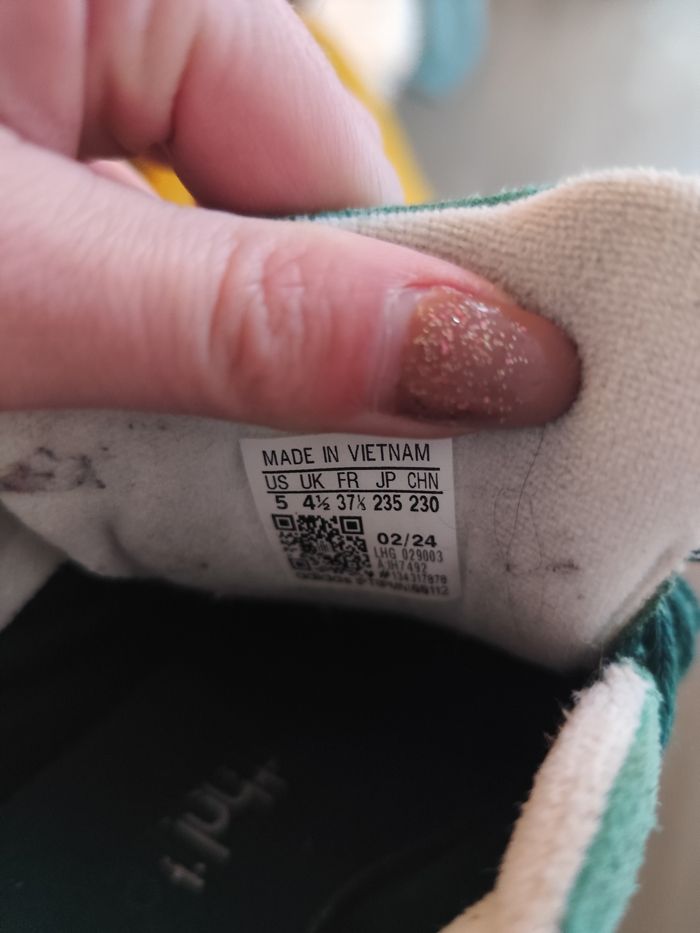 MADE IN VIETNAM
US UK FR JP CHN
5 4½ 37⅓ 235 230
02/24
LHG 029003
#134317878